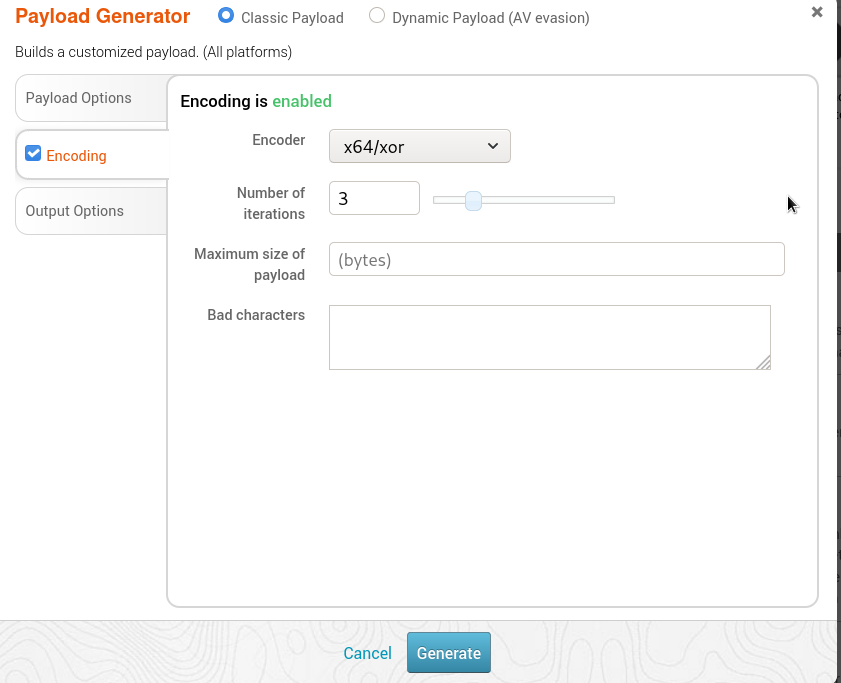 Payload Generator Classic Payload Dynamic Payload (AV evasion)
Builds a customized payload. (All platforms)
Payload Options
Encoding
Output Options
Encoding is enabled
Encoder x64/xor
Number of iterations 3
Maximum size of payload (bytes)
Bad characters
Cancel Generate